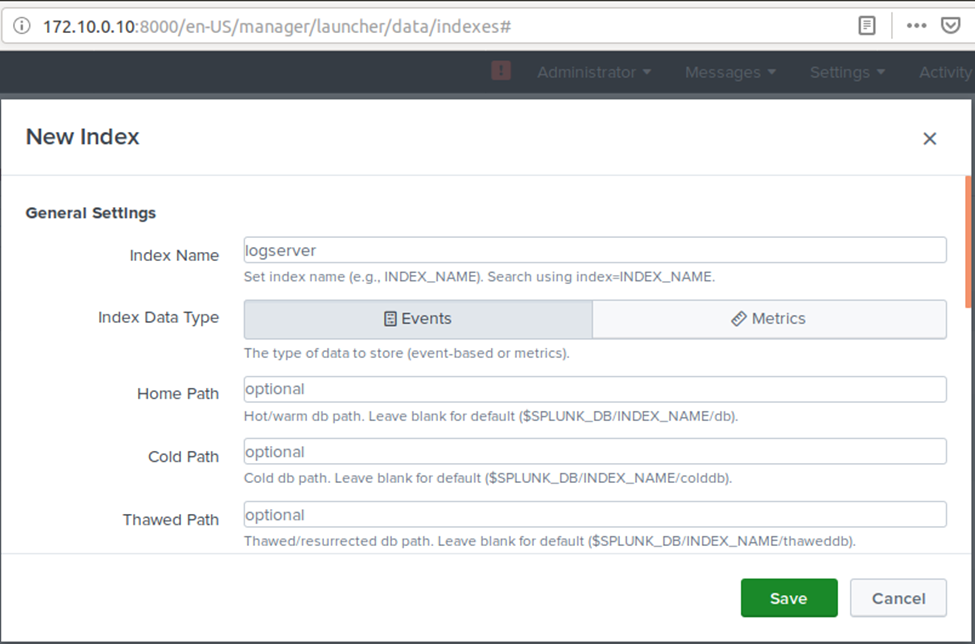 172.10.0.10:8000/en-US/manager/launcher/data/indexes#
! Administrator Messages Settings Activity
New Index
General Settings
Index Name logserver
Set index name (e.g., INDEX_NAME). Search using index=INDEX_NAME.
Index Data Type Events Metrics
The type of data to store (event-based or metrics).
Home Path optional
Hot/warm db path. Leave blank for default ($SPLUNK_DB/INDEX_NAME/db).
Cold Path optional
Cold db path. Leave blank for default ($SPLUNK_DB/INDEX_NAME/colddb).
Thawed Path optional
Thawed/resurrected db path. Leave blank for default ($SPLUNK_DB/INDEX_NAME/thaweddb).
Save Cancel